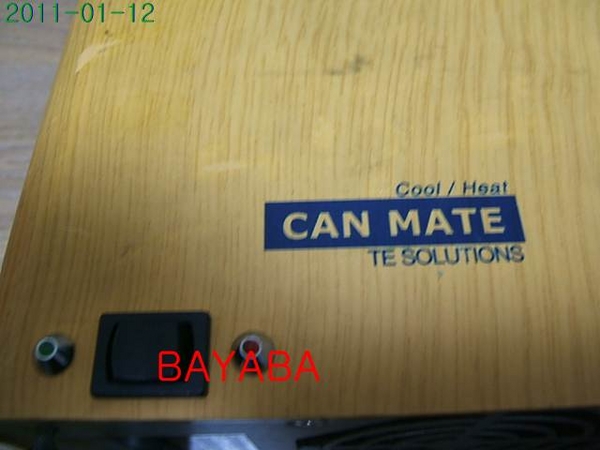 2011-01-12
Cool / Heat
CAN MATE
TE SOLUTIONS
BAYABA